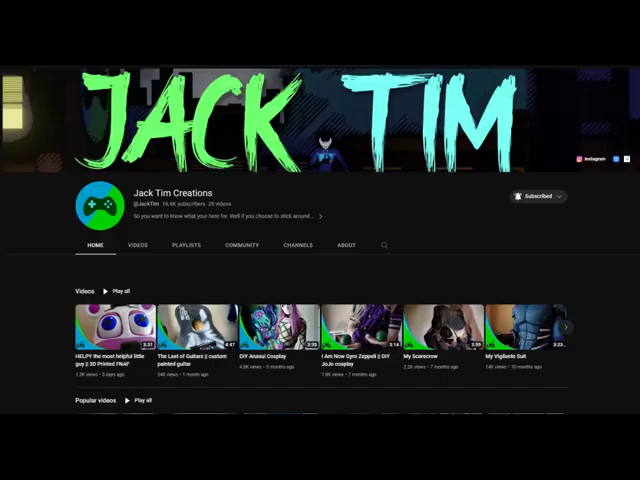 JACK TIM
Instagram
Jack Tim Creations
@JackTim 16.6K subscribers 28 videos
So you want to know what your here for. Well if you choose to stick around...
Subscribed
HOME VIDEOS PLAYLISTS COMMUNITY CHANNELS ABOUT
Videos Play all
3:31 4:47 3:35 3:14 3:09 3:23
HELPY the most helpful little guy || 3D Printed FNAF
1.3K views • 3 days ago
The Last of Guitars || custom painted guitar
548 views • 1 month ago
DIY Anasui Cosplay
4.8K views • 5 months ago
I Am Now Gyro Zeppeli || DIY JoJo cosplay
7.8K views • 7 months ago
My Scarecrow
2.2K views • 7 months ago
My Vigilante Suit
14K views • 10 months ago
Popular videos Play all